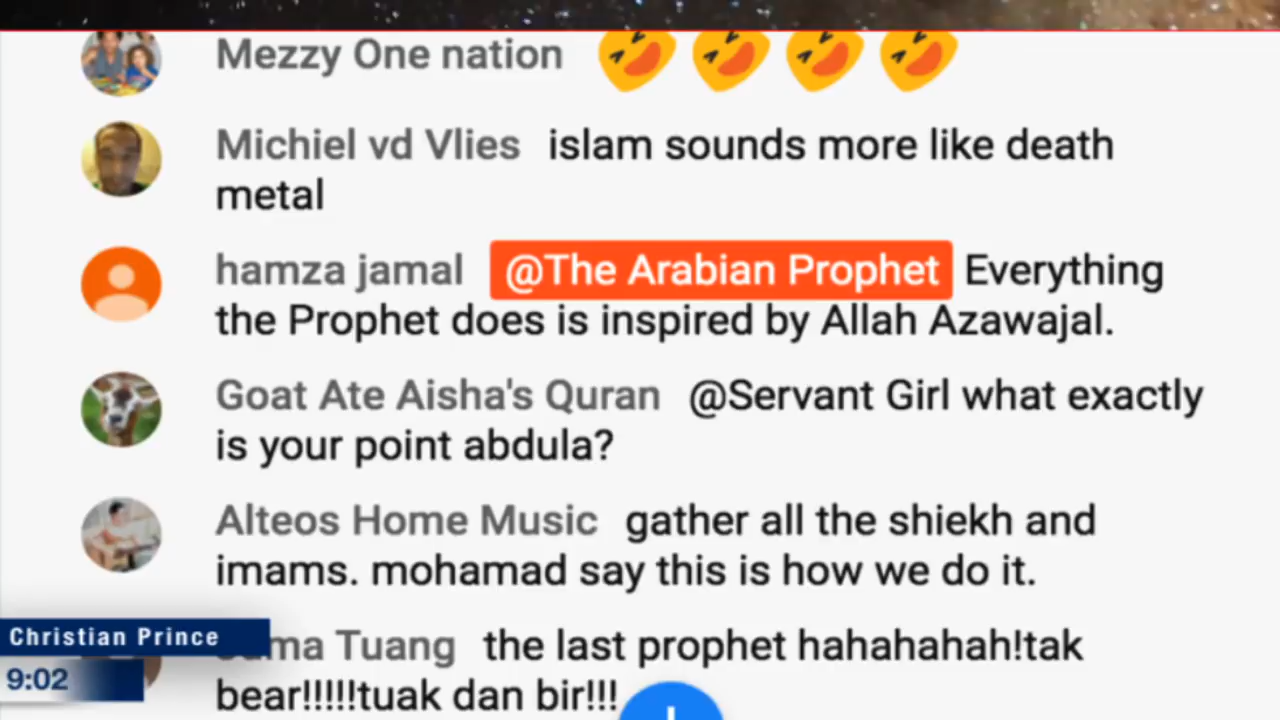 Mezzy One nation
Michiel vd Vlies islam sounds more like death
metal
hamza jamal @The Arabian Prophet Everything
the Prophet does is inspired by Allah Azawajal.
Goat Ate Aisha's Quran @Servant Girl what exactly
is your point abdula?
Alteos Home Music gather all the shiekh and
imams. mohamad say this is how we do it.
Christian Prince
Tuang the last prophet hahahahah!tak
9:02
bear!!!!!tuak dan bir!!!